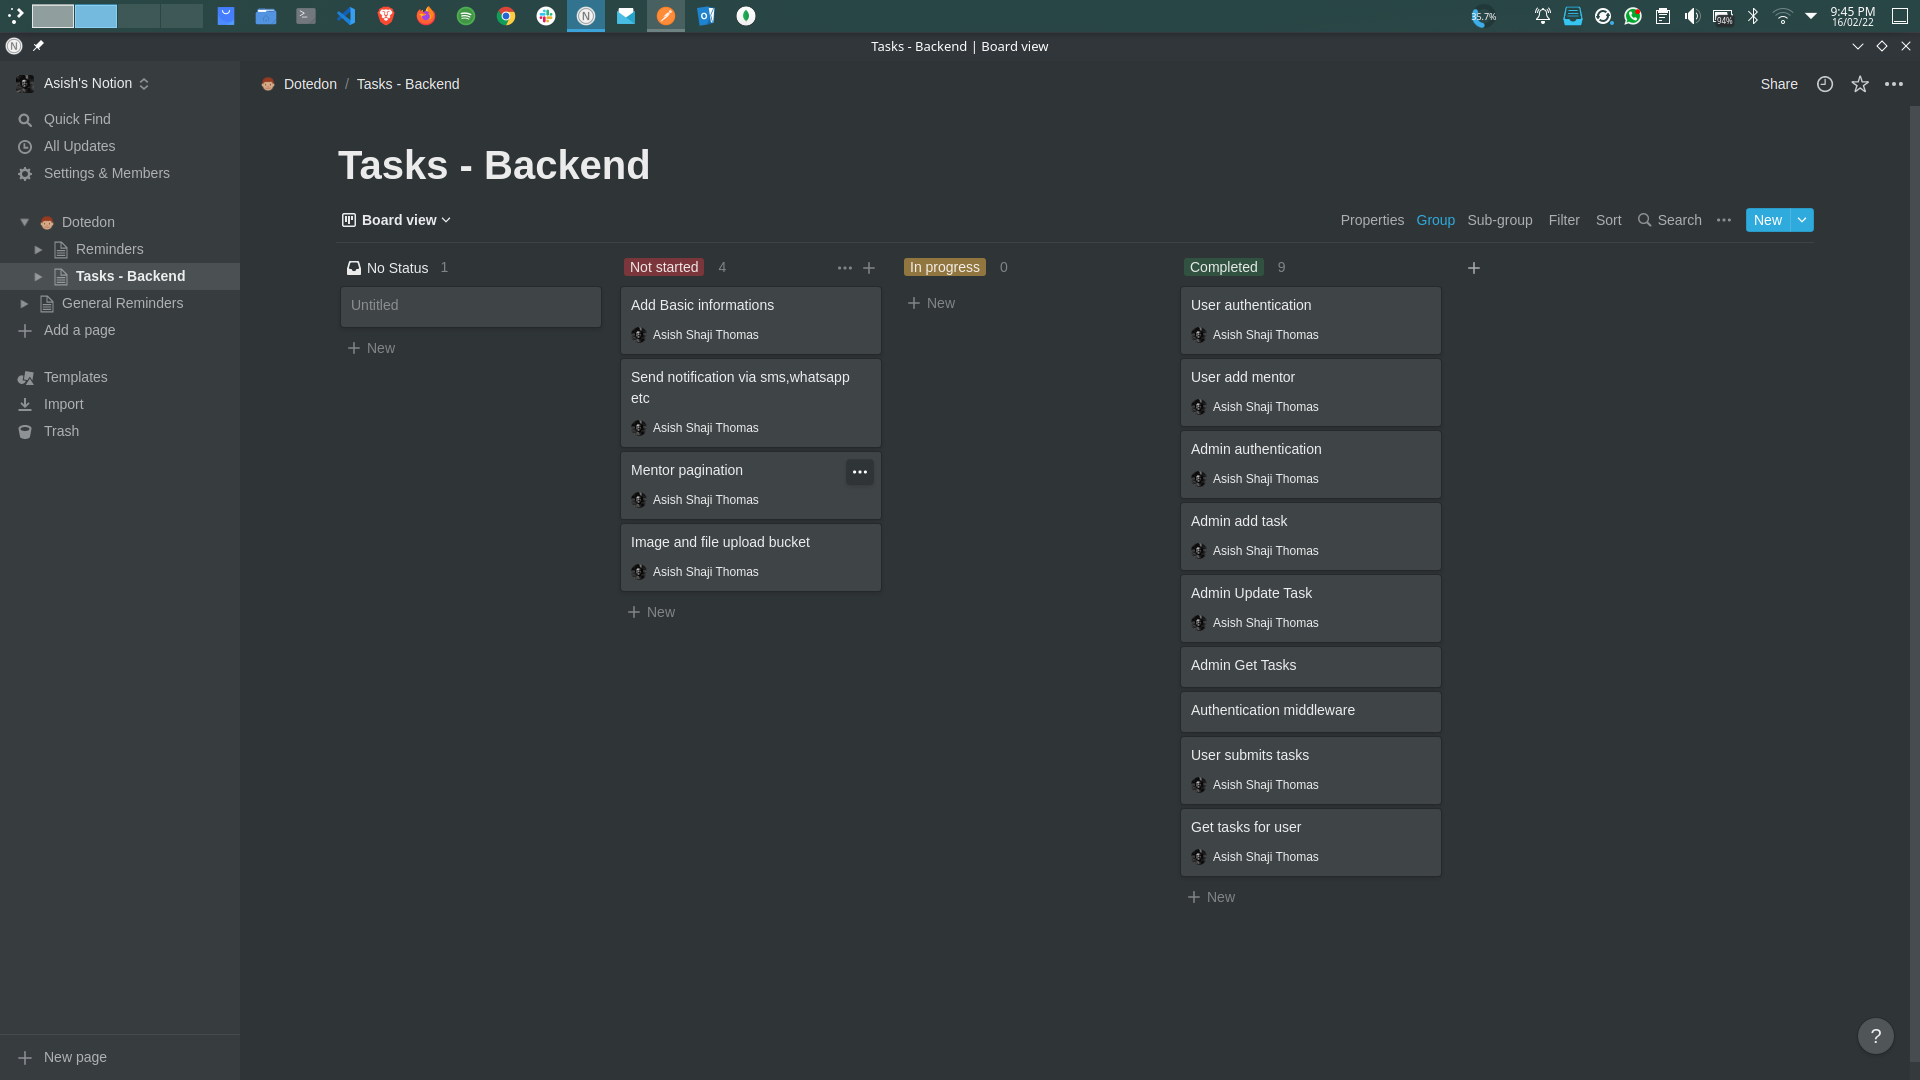 35.7%
94%
9:45 PM
16/02/22
Tasks - Backend | Board view
Asish's Notion
Quick Find
All Updates
Settings & Members
Dotedon
Reminders
Tasks - Backend
General Reminders
Add a page
Templates
Import
Trash
New page
Dotedon / Tasks - Backend
Share
Tasks - Backend
Board view
Properties Group Sub-group Filter Sort Search New
No Status 1
Untitled
New
Not started 4
Add Basic informations
Asish Shaji Thomas
Send notification via sms,whatsapp
etc
Asish Shaji Thomas
Mentor pagination
Asish Shaji Thomas
Image and file upload bucket
Asish Shaji Thomas
New
In progress 0
New
Completed 9
User authentication
Asish Shaji Thomas
User add mentor
Asish Shaji Thomas
Admin authentication
Asish Shaji Thomas
Admin add task
Asish Shaji Thomas
Admin Update Task
Asish Shaji Thomas
Admin Get Tasks
Authentication middleware
User submits tasks
Asish Shaji Thomas
Get tasks for user
Asish Shaji Thomas
New
?